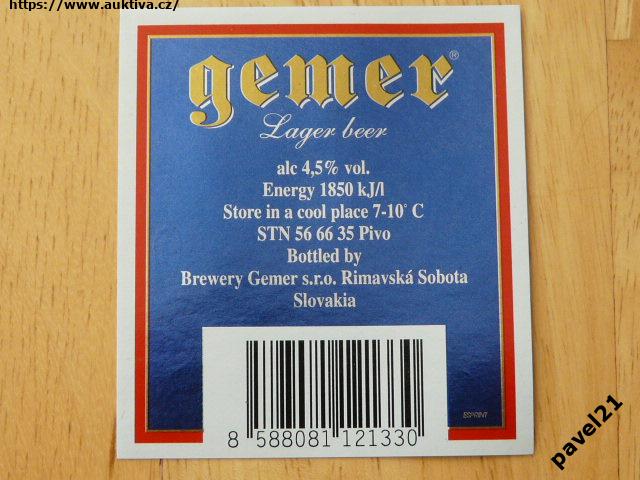 https://www.auktiva.cz/
gemer®
Lager beer
alc 4,5% vol.
Energy 1850 kJ/l
Store in a cool place 7-10° C
STN 56 66 35 Pivo
Bottled by
Brewery Gemer s.r.o. Rimavská Sobota
Slovakia
8 588081 121330
ESPRINT
pavel21